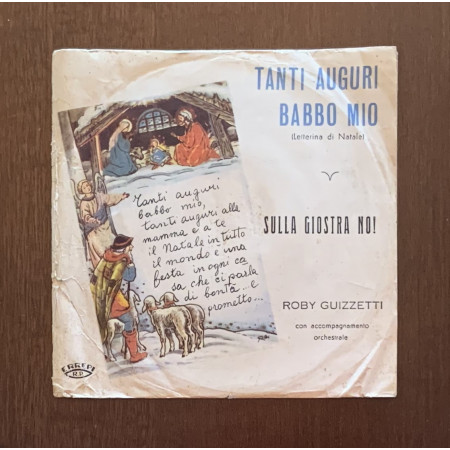 TANTI AUGURI
BABBO MIO
(Letterina di Natale)
SULLA GIOSTRA NO!
ROBY GUIZZETTI
con accompagnamento
orchestrale
Tanti auguri
babbo mio,
tanti auguri alla
mamma e a te
il Natale in tutto
il mondo è una
festa in ogni ca
sa che ci parla
di bontà... e
prometto...
R.P.